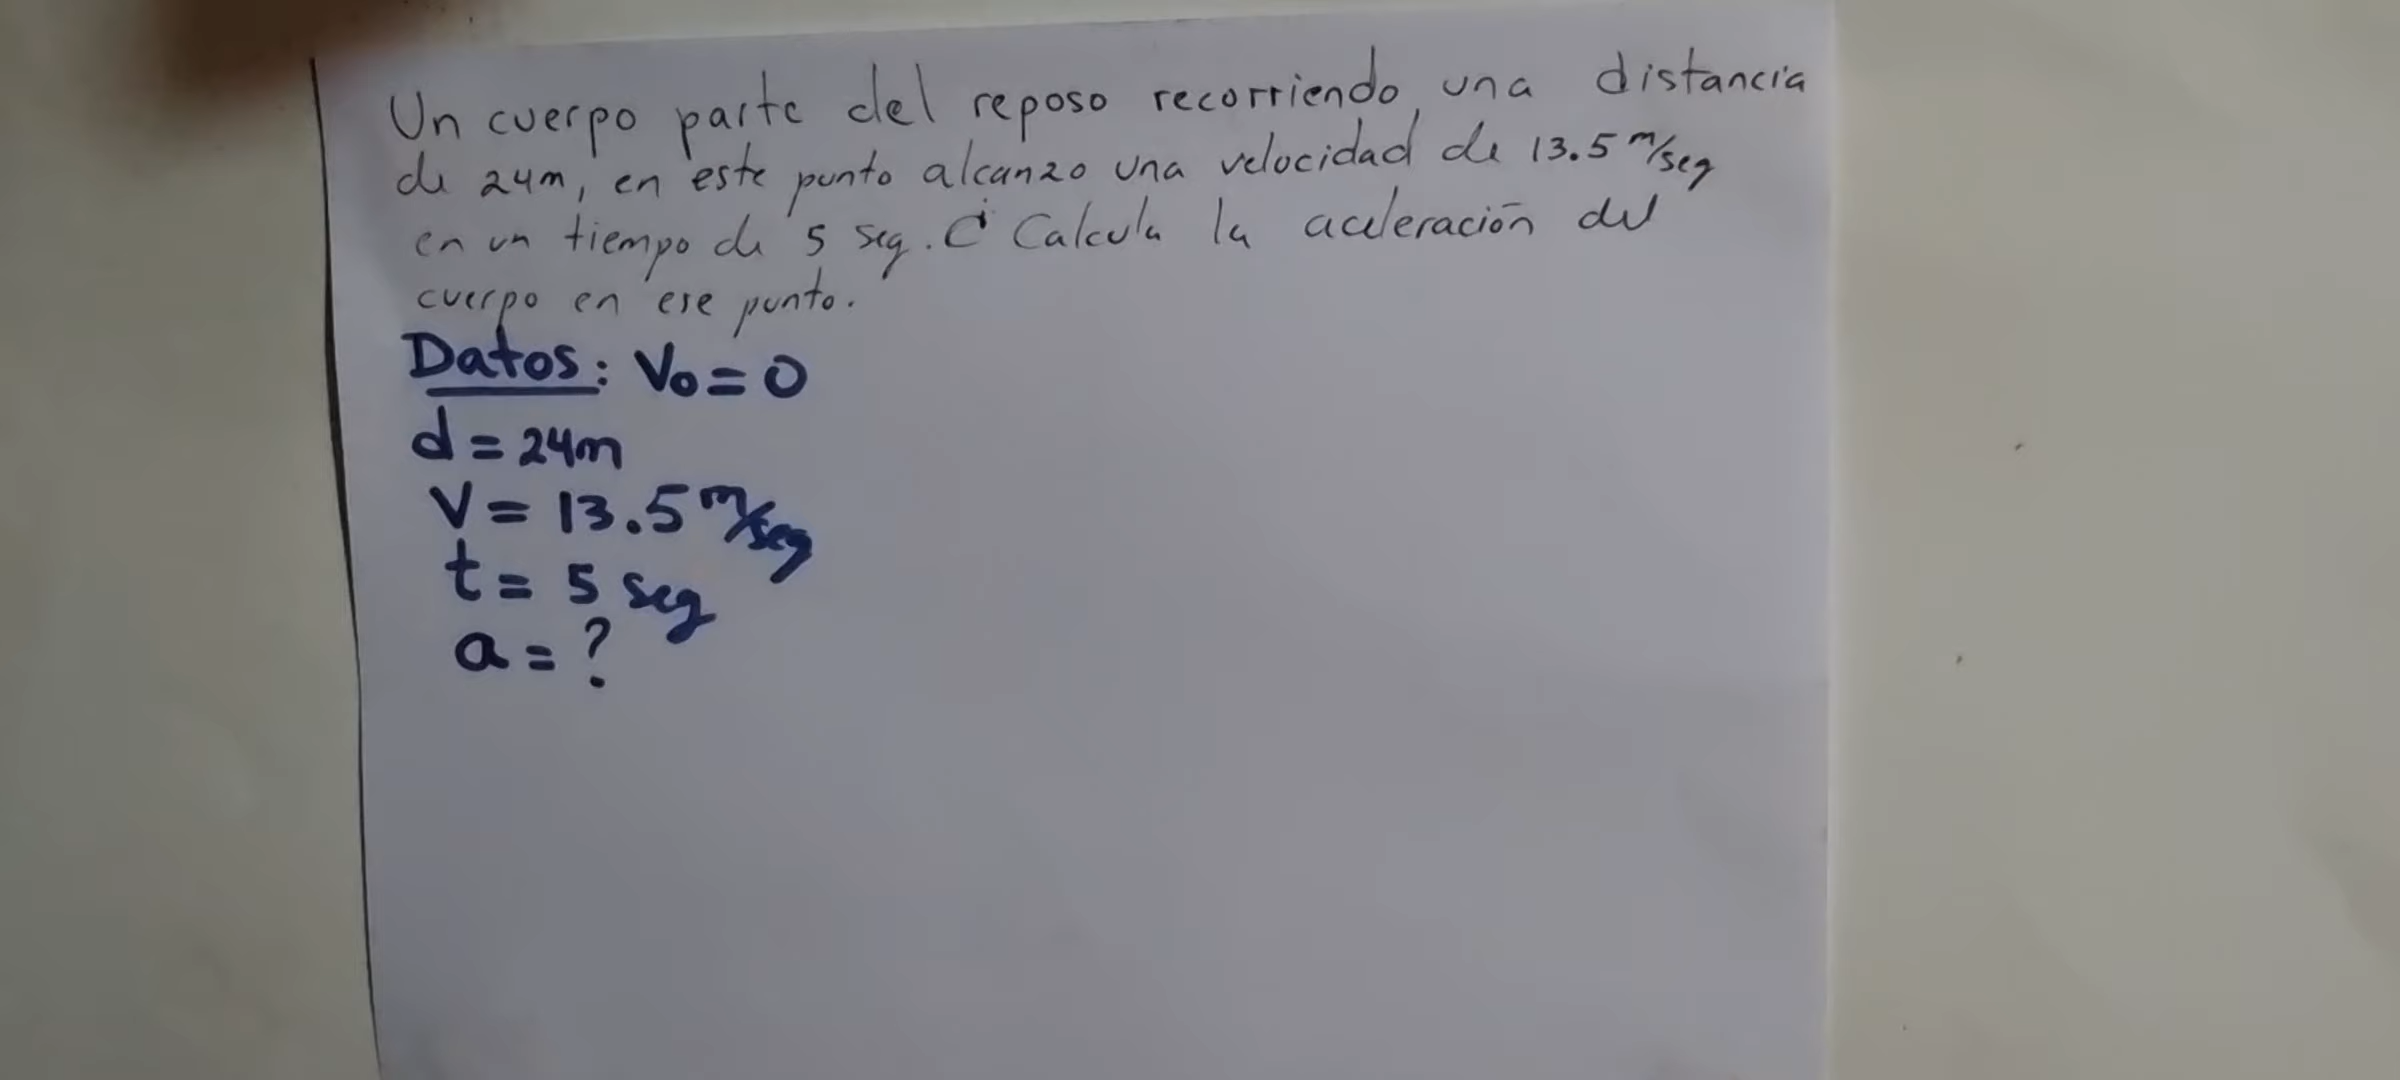 Un cuerpo parte del reposo recorriendo, una distancia
de 24m, en este punto alcanzo una velocidad de 13.5 m/seg
en un tiempo de 5 seg. Calcula la aceleración del
cuerpo en ese punto.
Datos: Vo=0
d=24m
V= 13.5 m/seg
t= 5 seg
a=?